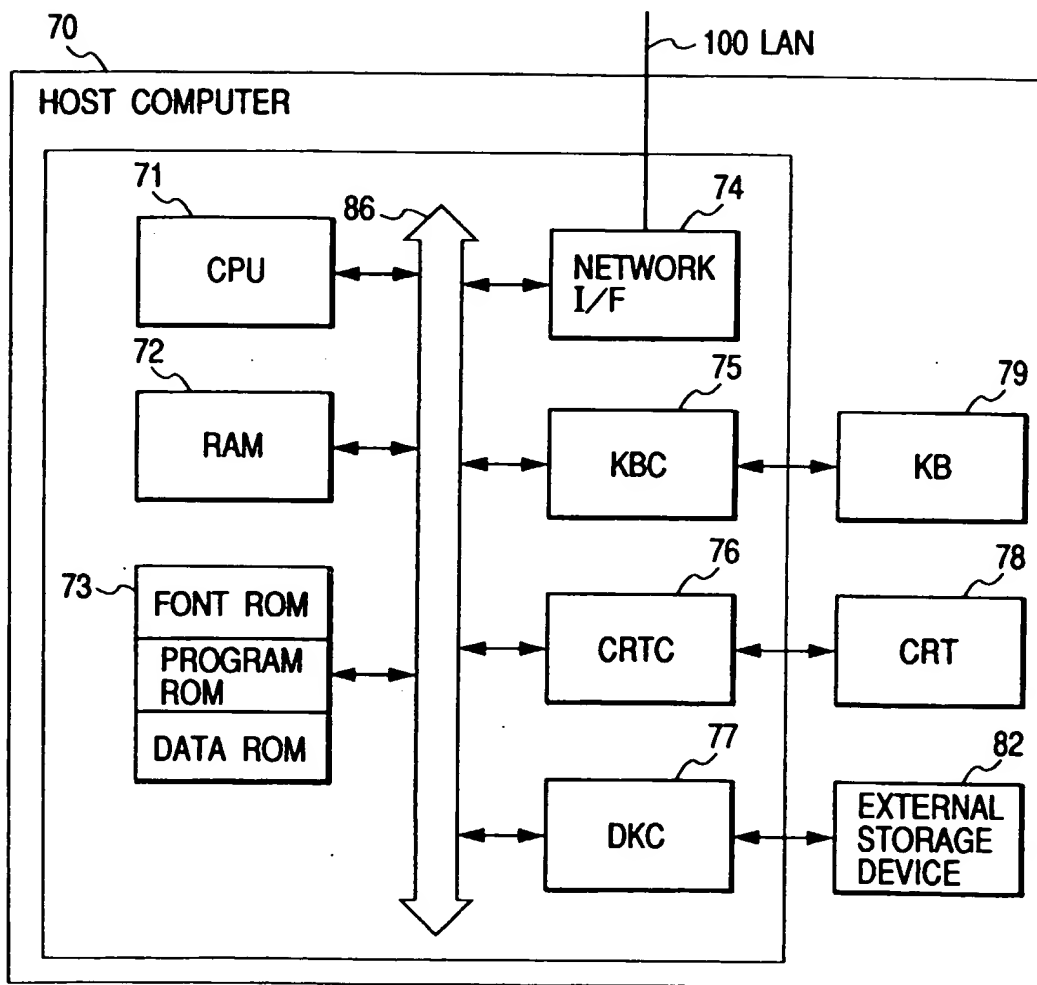 70
100 LAN
HOST COMPUTER
71
86
74
CPU
NETWORK
I/F
72
75
79
RAM
KBC
KB
73
76
78
FONT ROM
PROGRAM
ROM
DATA ROM
CRTC
CRT
77
82
DKC
EXTERNAL
STORAGE
DEVICE